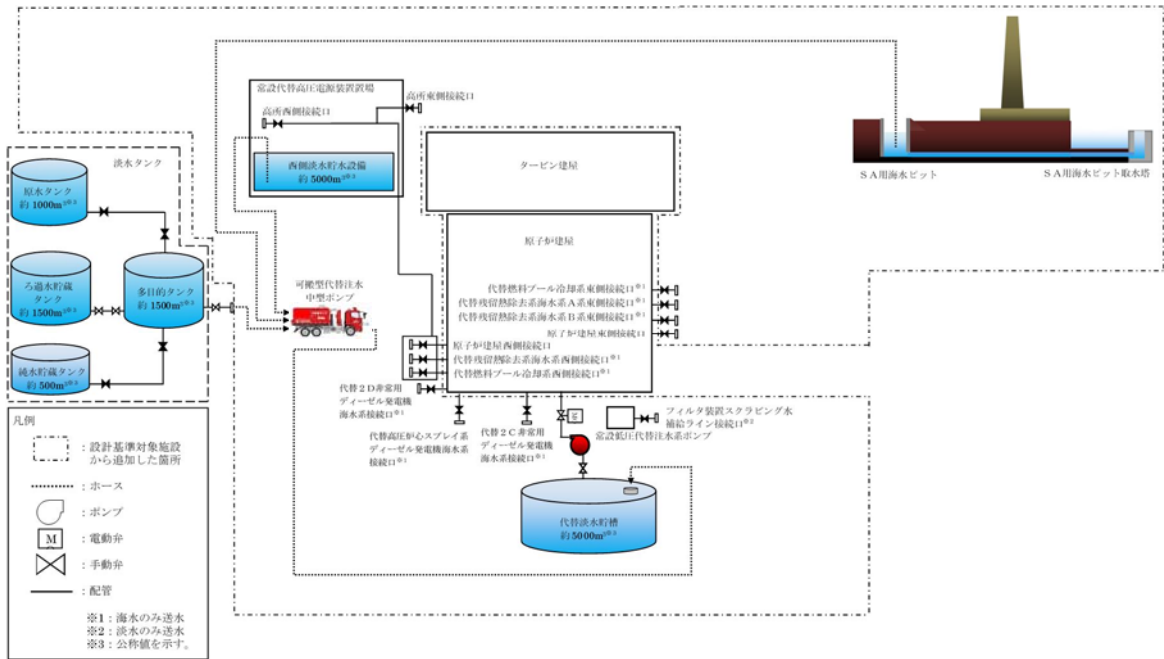 常設代替高圧電源装置置場
高所東側接続口
高所西側接続口
西側淡水貯水設備
約 5000m³※3
タービン建屋
SA用海水ピット
SA用海水ピット取水塔
淡水タンク
原水タンク
約 1000m³※3
ろ過水貯蔵
タンク
約 1500m³※3
多目的タンク
約 1500m³※3
純水貯蔵タンク
約 500m³※3
可搬型代替注水
中型ポンプ
原子炉建屋
代替燃料プール冷却系東側接続口※1
代替残留熱除去系海水系A系東側接続口※1
代替残留熱除去系海水系B系東側接続口※1
原子炉建屋東側接続口
原子炉建屋西側接続口
代替残留熱除去系海水系西側接続口※1
代替燃料プール冷却系西側接続口※1
代替2D非常用
ディーゼル発電機
海水系接続口※1
代替高圧炉心スプレイ系
ディーゼル発電機海水系
接続口※1
代替2C非常用
ディーゼル発電機
海水系接続口※1
M
フィルタ装置スクラビング水
補給ライン接続口※2
常設低圧代替注水系ポンプ
代替淡水貯槽
約5000m³※3
凡例
：設計基準対象施設
から追加した箇所
：ホース
：ポンプ
M
：電動弁
：手動弁
：配管
※1：海水のみ送水
※2：淡水のみ送水
※3：公称値を示す。